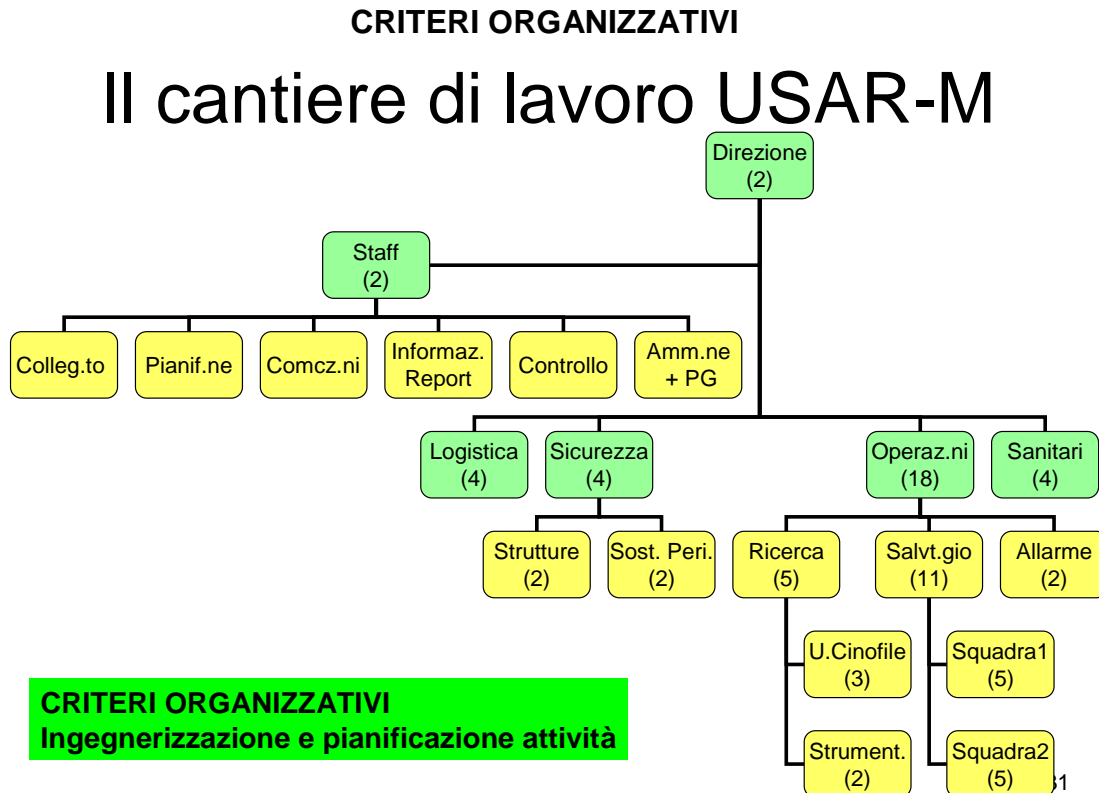 CRITERI ORGANIZZATIVI
Il cantiere di lavoro USAR-M
Direzione
(2)
Staff
(2)
Colleg.to
Pianif.ne
Comcz.ni
Informaz.
Report
Controllo
Amm.ne
+ PG
Logistica
(4)
Sicurezza
(4)
Operaz.ni
(18)
Sanitari
(4)
Strutture
(2)
Sost. Peri.
(2)
Ricerca
(5)
Salvt.gio
(11)
Allarme
(2)
U.Cinofile
(3)
Squadra1
(5)
Strument.
(2)
Squadra2
(5)
CRITERI ORGANIZZATIVI
Ingegnerizzazione e pianificazione attività